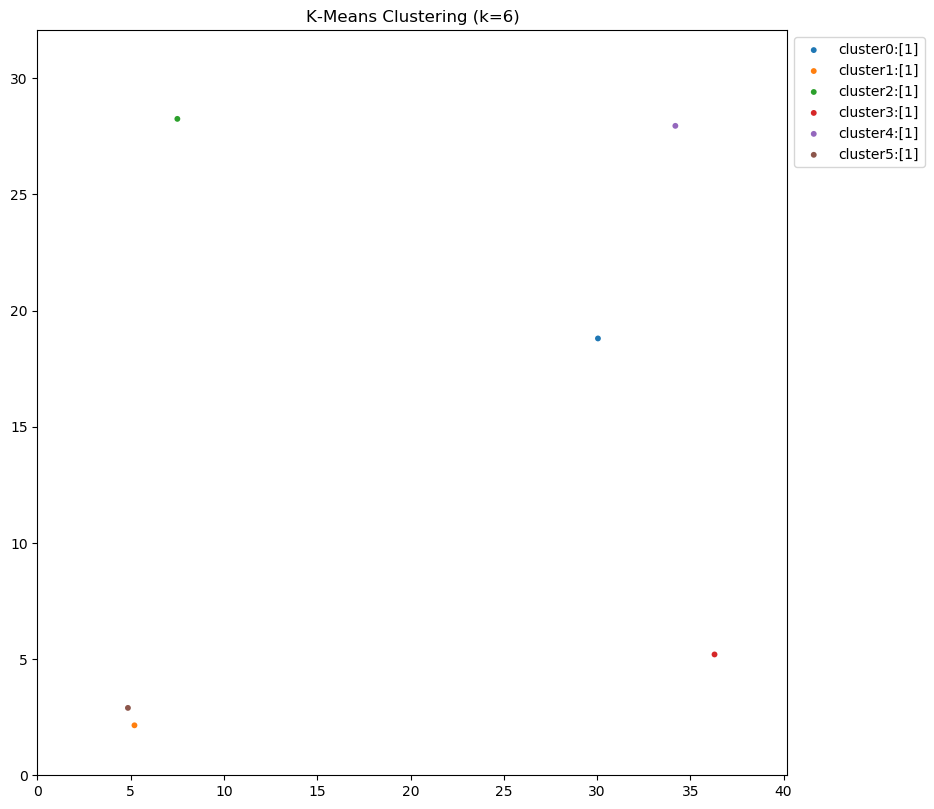 K-Means Clustering (k=6)
cluster0:[1]
cluster1:[1]
cluster2:[1]
cluster3:[1]
cluster4:[1]
cluster5:[1]
30
25
20
15
10
5
0
0 5 10 15 20 25 30 35 40